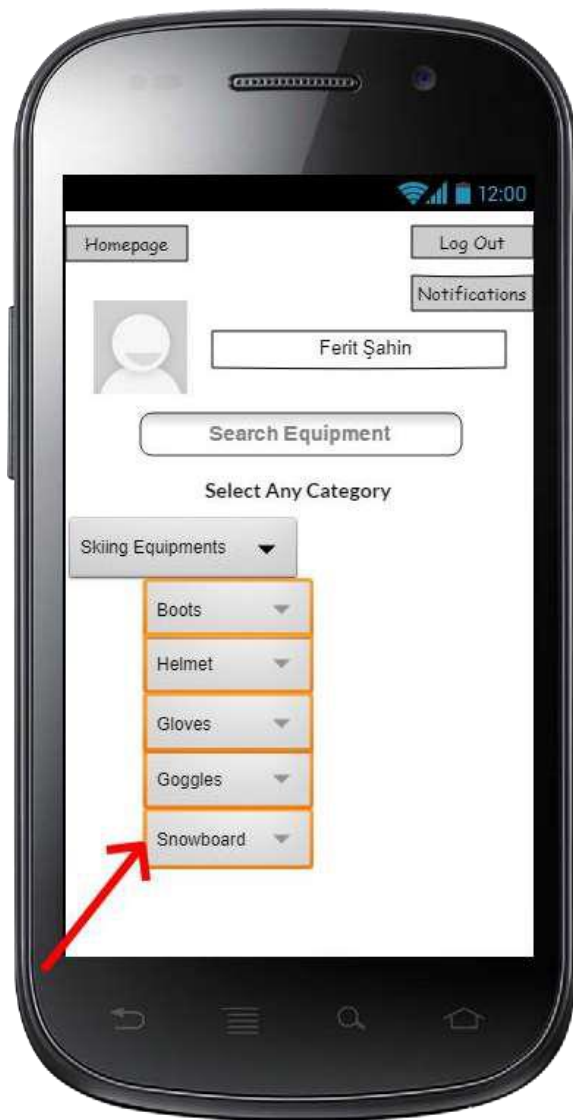 12:00
Homepage
Log Out
Notifications
Ferit Şahin
Search Equipment
Select Any Category
Skiing Equipments
Boots
Helmet
Gloves
Goggles
Snowboard